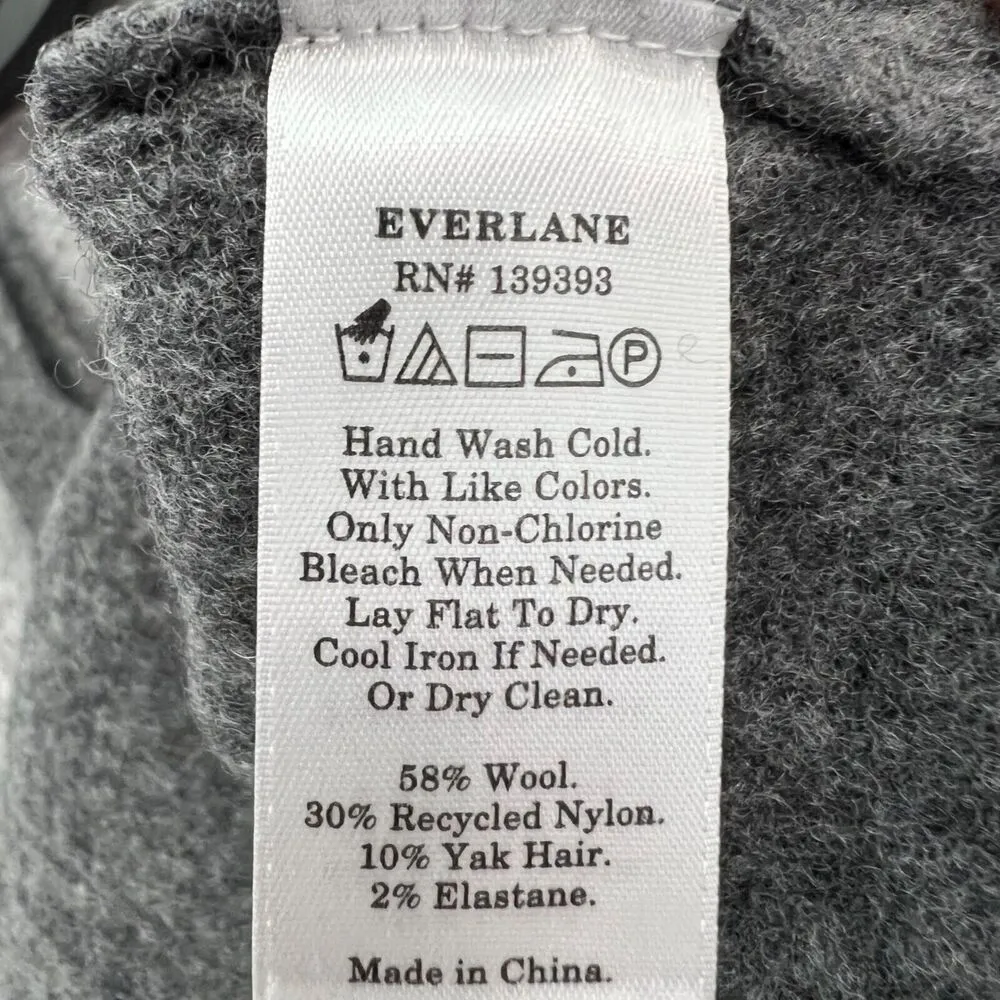 EVERLANE
RN# 139393
P
Hand Wash Cold.
With Like Colors.
Only Non-Chlorine
Bleach When Needed.
Lay Flat To Dry.
Cool Iron If Needed.
Or Dry Clean.
58% Wool.
30% Recycled Nylon.
10% Yak Hair.
2% Elastane.
Made in China.